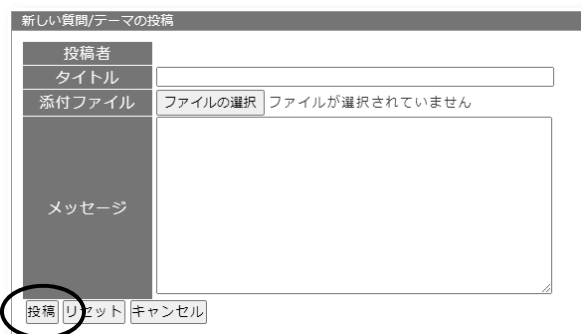 新しい質問/テーマの投稿
投稿者
タイトル
添付ファイル ファイルの選択 ファイルが選択されていません
メッセージ
投稿 リセット キャンセル